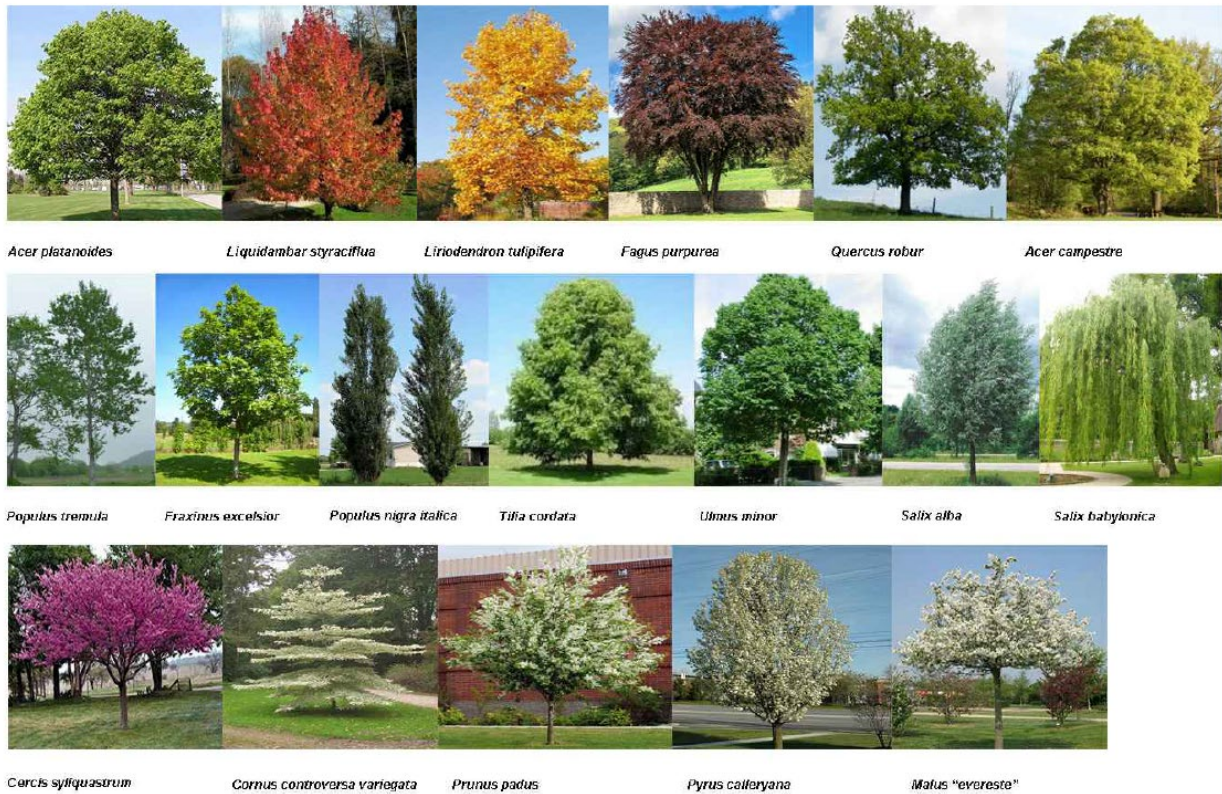 Acer platanoides
Liquidambar styraciflua
Liriodendron tulipifera
Fagus purpurea
Quercus robur
Acer campestre
Populus tremula
Fraxinus excelsior
Populus nigra italica
Tilia cordata
Ulmus minor
Salix alba
Salix babylonica
Cercis syliquastrum
Cornus controversa variegata
Prunus padus
Pyrus calleryana
Malus "evereste"